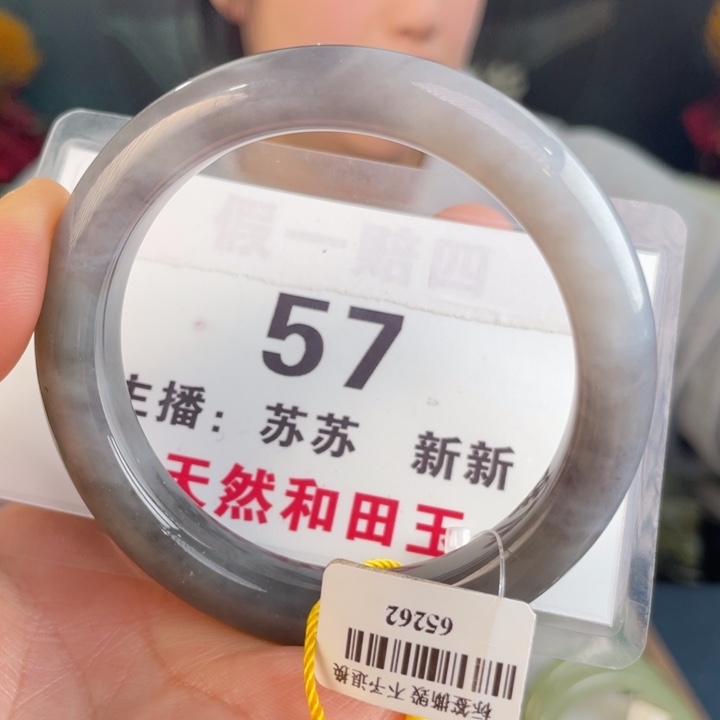 假一赔四
57
主播：苏苏 新新
天然和田玉
65262
标签撕毁 不予退换